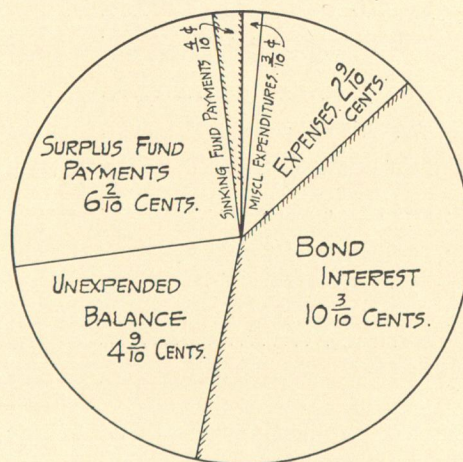 SINKING FUND PAYMENTS 4/10 ¢
MISCL EXPENDITURES. 3/10 ¢
EXPENSES. 2 9/10
CENTS.
SURPLUS FUND
PAYMENTS
6 2/10 CENTS.
BOND
INTEREST
10 3/10 CENTS.
UNEXPENDED
BALANCE
4 9/10 CENTS.